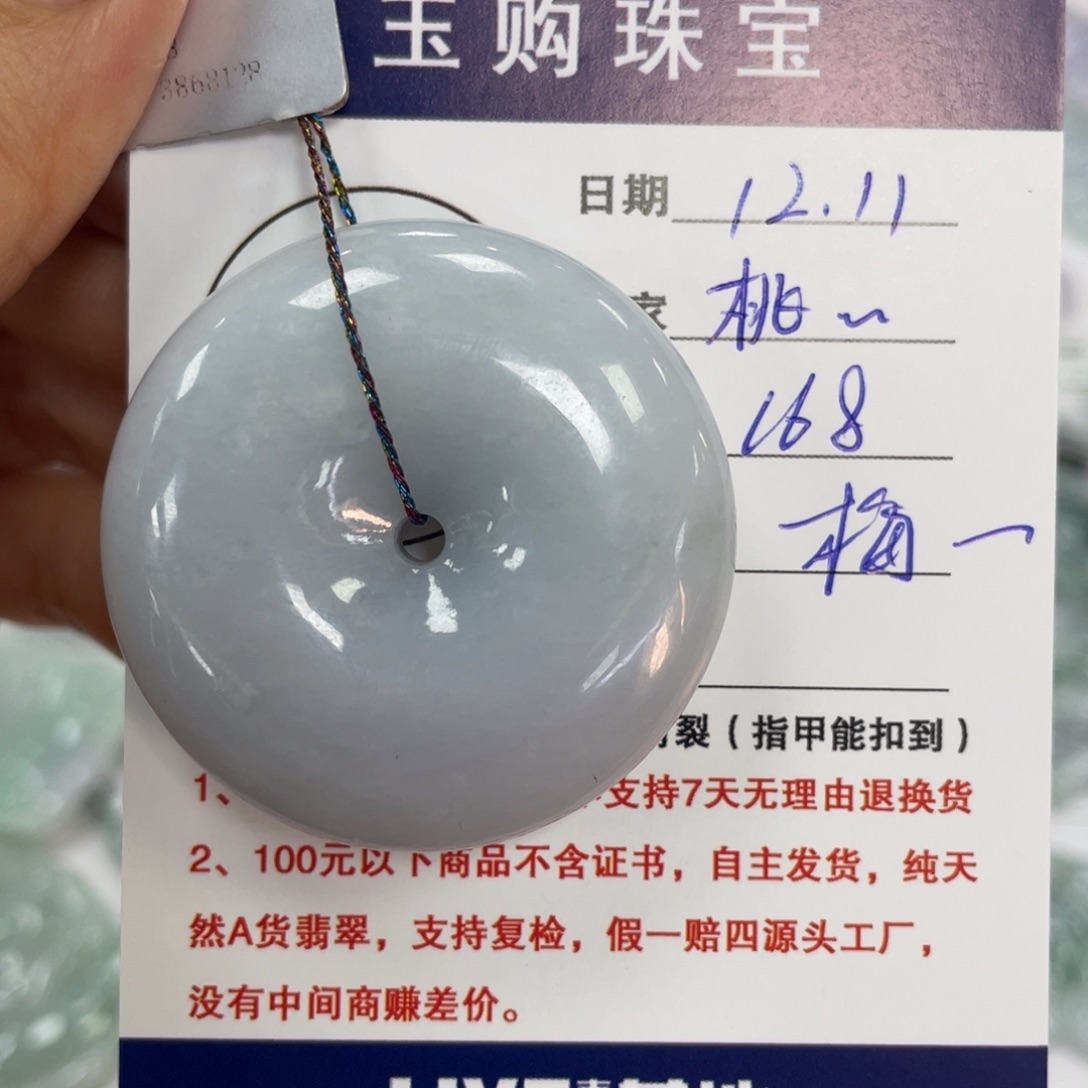 3868128
玉购珠宝
日期 12.11
家 桃〜
168
梅一
裂（指甲能扣到）
1、支持7天无理由退换货
2、100元以下商品不含证书，自主发货，纯天
然A货翡翠，支持复检，假一赔四源头工厂，
没有中间商赚差价。